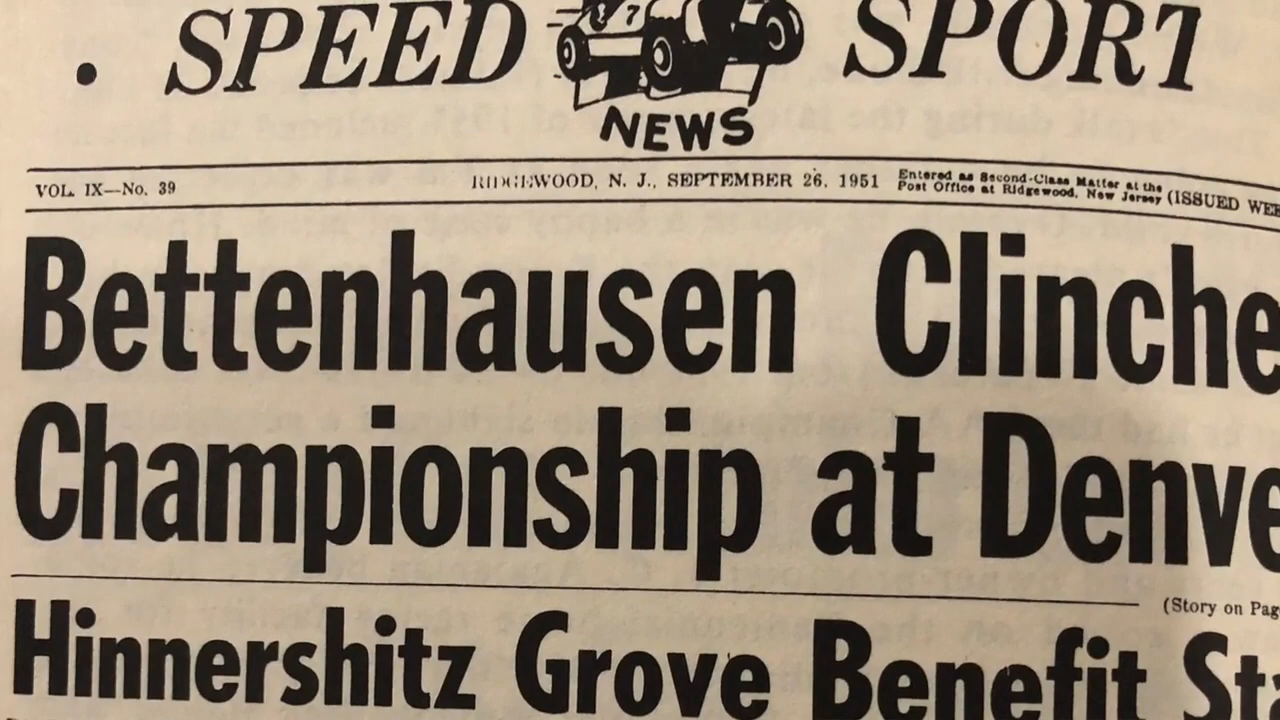 • SPEED SPORT
NEWS
VOL. IX—No. 39 RIDGEWOOD, N. J., SEPTEMBER 26, 1951 Entered as Second-Class Matter at the
Post Office at Ridgewood, New Jersey (ISSUED WEE
Bettenhausen Clinche
Championship at Denve
(Story on Pag
Hinnershitz Grove Benefit Sta